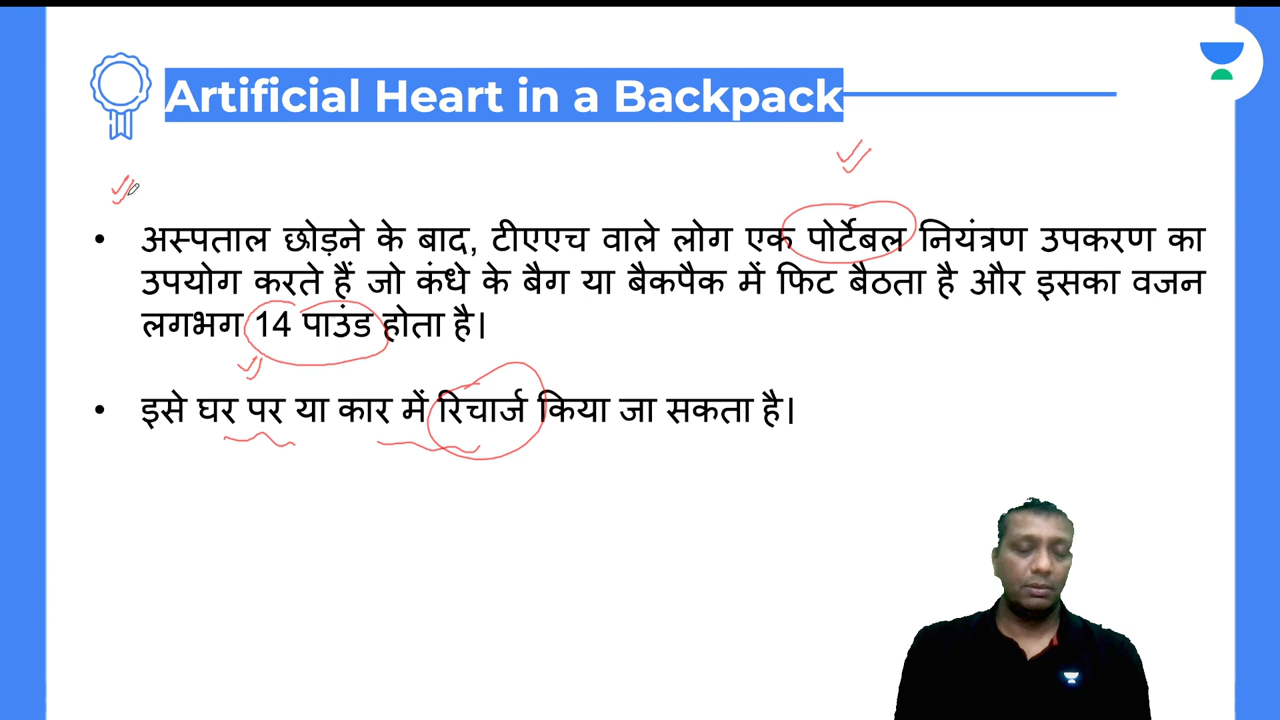 Artificial Heart in a Backpack
• अस्पताल छोड़ने के बाद, टीएएच वाले लोग एक पोर्टेबल नियंत्रण उपकरण का
उपयोग करते हैं जो कंधे के बैग या बैकपैक में फिट बैठता है और इसका वजन
लगभग 14 पाउंड होता है।
• इसे घर पर या कार में रिचार्ज किया जा सकता है।